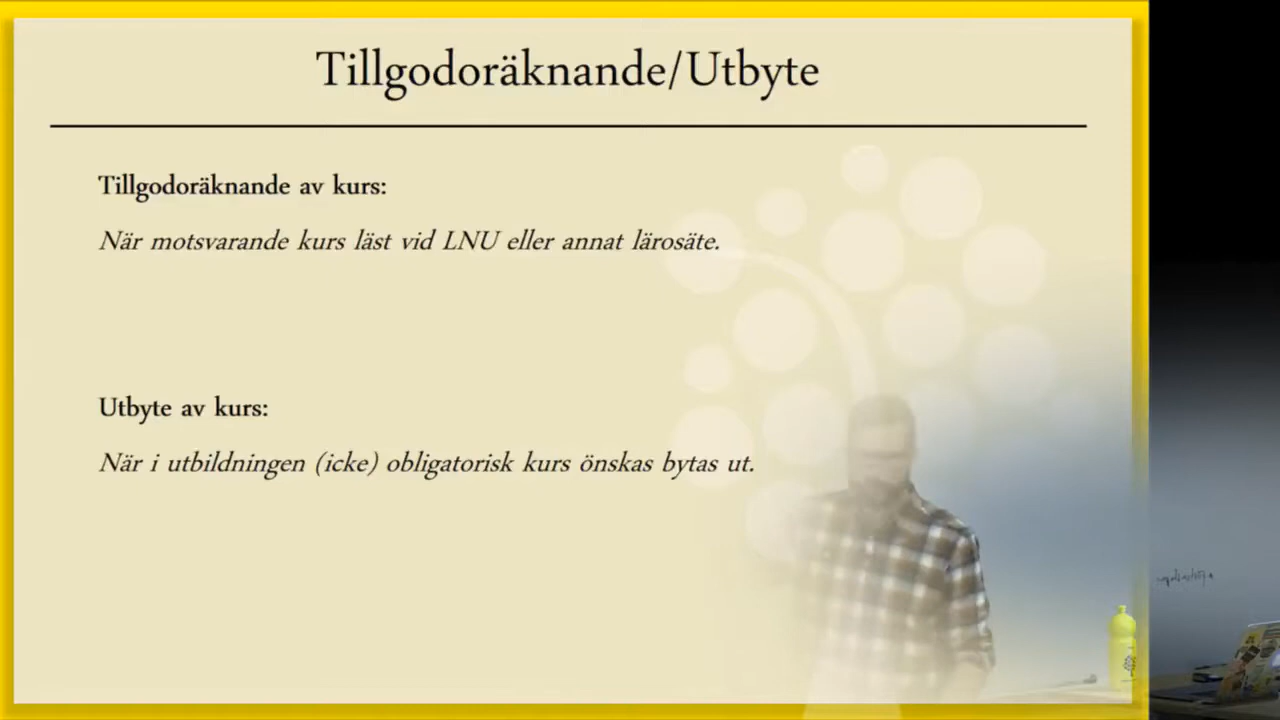 Tillgodoräknande/Utbyte
Tillgodoräknande av kurs:
När motsvarande kurs läst vid LNU eller annat lärosäte.
Utbyte av kurs:
När i utbildningen (icke) obligatorisk kurs önskas bytas ut.